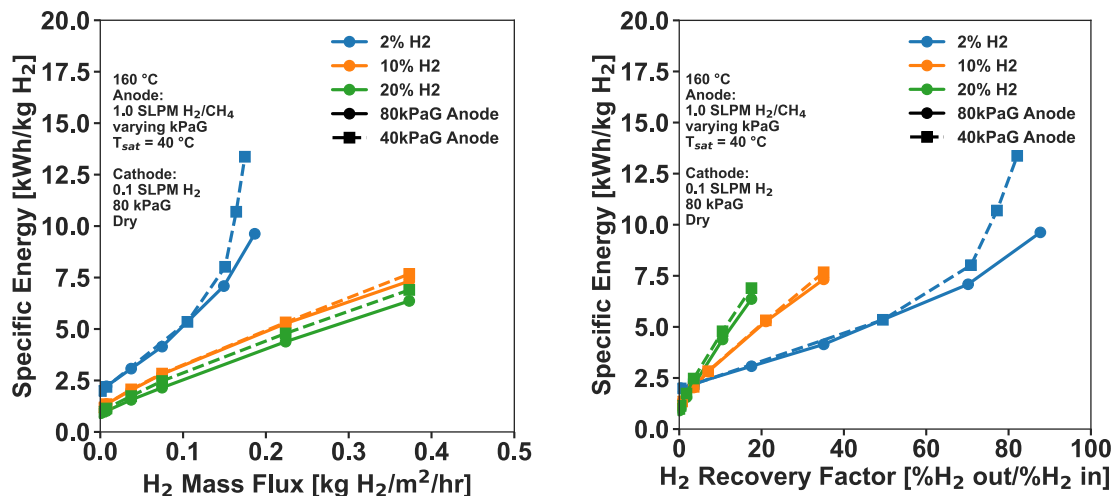 20.0
17.5
15.0
12.5
10.0
7.5
5.0
2.5
0.0
Specific Energy [kWh/kg H₂]
2% H2
10% H2
20% H2
80kPaG Anode
40kPaG Anode
160 °C
Anode:
1.0 SLPM H₂/CH₄
varying kPaG
T_sat = 40 °C
Cathode:
0.1 SLPM H₂
80 kPaG
Dry
0.0 0.1 0.2 0.3 0.4 0.5
H₂ Mass Flux [kg H₂/m²/hr]
20.0
17.5
15.0
12.5
10.0
7.5
5.0
2.5
0.0
Specific Energy [kWh/kg H₂]
2% H2
10% H2
20% H2
80kPaG Anode
40kPaG Anode
160 °C
Anode:
1.0 SLPM H₂/CH₄
varying kPaG
T_sat = 40 °C
Cathode:
0.1 SLPM H₂
80 kPaG
Dry
0 20 40 60 80 100
H₂ Recovery Factor [%H₂ out/%H₂ in]